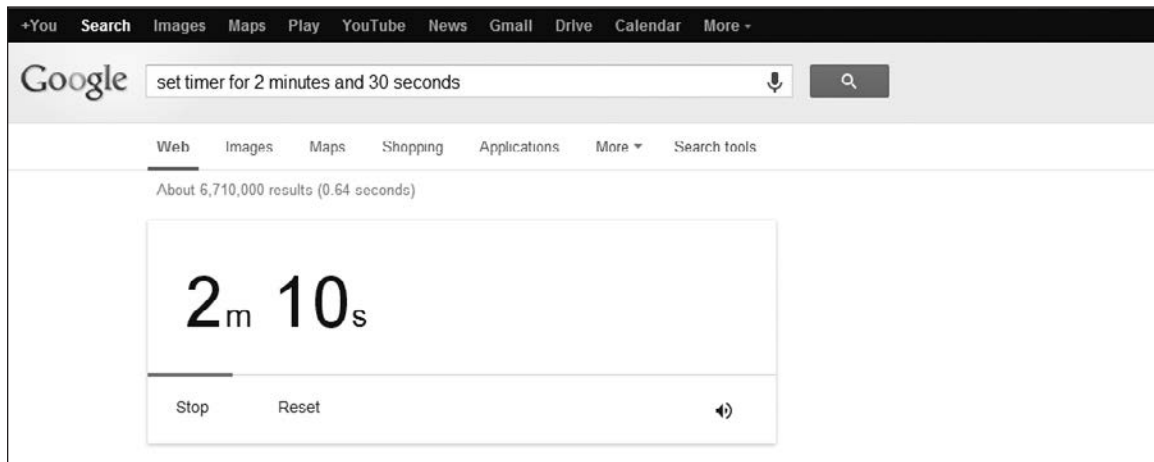 +You Search Images Maps Play YouTube News Gmail Drive Calendar More
Google set timer for 2 minutes and 30 seconds
Web Images Maps Shopping Applications More Search tools
About 6,710,000 results (0.64 seconds)
2m 10s
Stop Reset